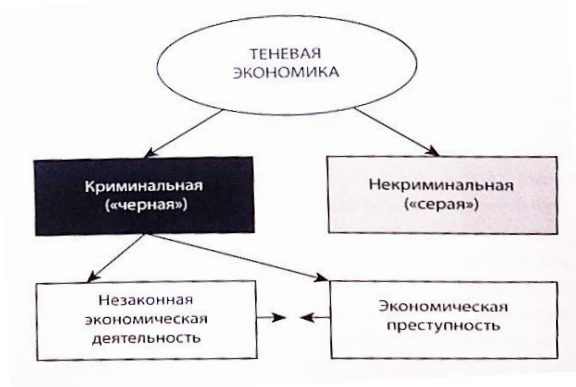 ТЕНЕВАЯ
ЭКОНОМИКА
Криминальная
(«черная»)
Некриминальная
(«серая»)
Незаконная
экономическая
деятельность
Экономическая
преступность